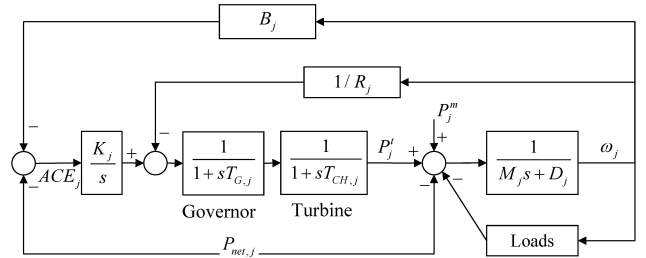 B_j
1 / R_j
P_j^m
− − +
ACE_j K_j/s + 1/(1+sT_{G,j}) 1/(1+sT_{CH,j}) P_j^t + 1/(M_j s+D_j) ω_j
− − −
Governor Turbine
P_{net,j} Loads